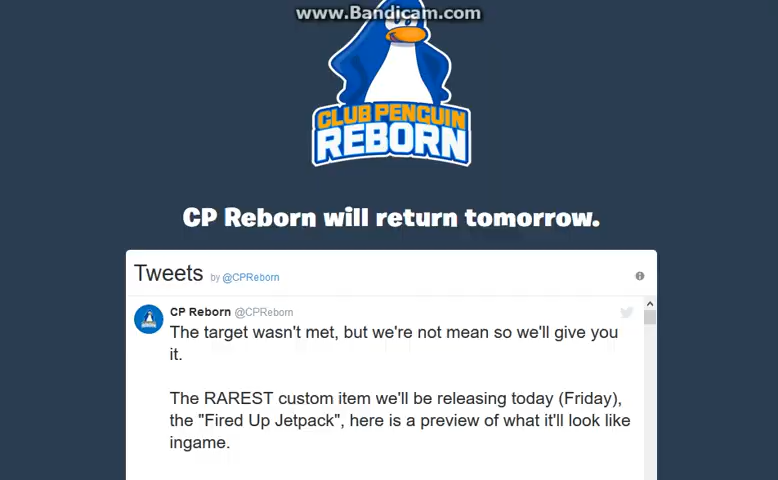 www.Bandicam.com
CLUB PENGUIN
REBORN
CP Reborn will return tomorrow.
Tweets by @CPReborn
CP Reborn @CPReborn
The target wasn't met, but we're not mean so we'll give you
it.
The RAREST custom item we'll be releasing today (Friday),
the "Fired Up Jetpack", here is a preview of what it'll look like
ingame.